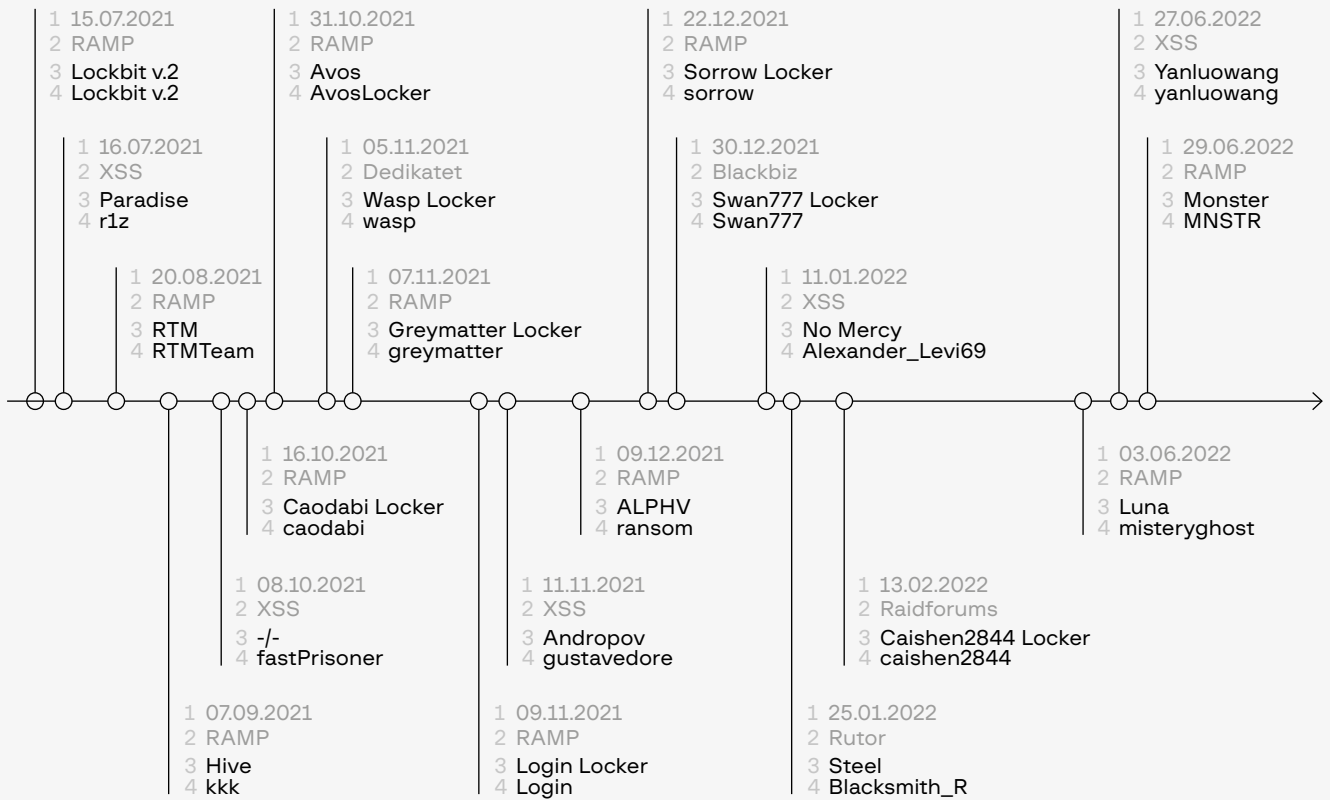 1 15.07.2021
2 RAMP
3 Lockbit v.2
4 Lockbit v.2
1 31.10.2021
2 RAMP
3 Avos
4 AvosLocker
1 22.12.2021
2 RAMP
3 Sorrow Locker
4 sorrow
1 27.06.2022
2 XSS
3 Yanluowang
4 yanluowang
1 16.07.2021
2 XSS
3 Paradise
4 r1z
1 05.11.2021
2 Dedikatet
3 Wasp Locker
4 wasp
1 30.12.2021
2 Blackbiz
3 Swan777 Locker
4 Swan777
1 29.06.2022
2 RAMP
3 Monster
4 MNSTR
1 20.08.2021
2 RAMP
3 RTM
4 RTMTeam
1 07.11.2021
2 RAMP
3 Greymatter Locker
4 greymatter
1 11.01.2022
2 XSS
3 No Mercy
4 Alexander_Levi69
1 16.10.2021
2 RAMP
3 Caodabi Locker
4 caodabi
1 09.12.2021
2 RAMP
3 ALPHV
4 ransom
1 03.06.2022
2 RAMP
3 Luna
4 misteryghost
1 08.10.2021
2 XSS
3 -/-
4 fastPrisoner
1 11.11.2021
2 XSS
3 Andropov
4 gustavedore
1 13.02.2022
2 Raidforums
3 Caishen2844 Locker
4 caishen2844
1 07.09.2021
2 RAMP
3 Hive
4 kkk
1 09.11.2021
2 RAMP
3 Login Locker
4 Login
1 25.01.2022
2 Rutor
3 Steel
4 Blacksmith_R